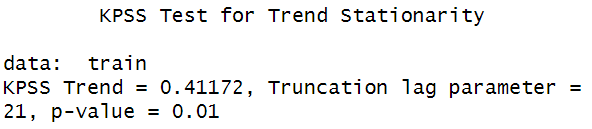 KPSS Test for Trend Stationarity
data:  train
KPSS Trend = 0.41172, Truncation lag parameter =
21, p-value = 0.01